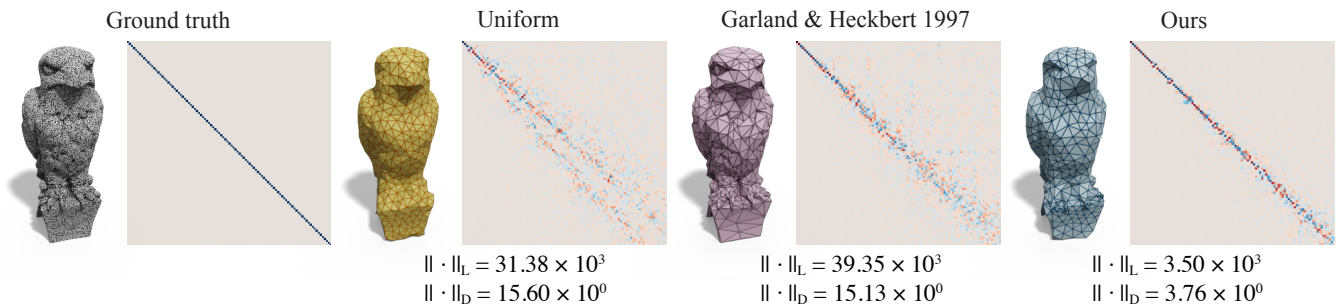 Ground truth
Uniform
Garland & Heckbert 1997
Ours
‖ · ‖L = 31.38 × 10³
‖ · ‖D = 15.60 × 10⁰
‖ · ‖L = 39.35 × 10³
‖ · ‖D = 15.13 × 10⁰
‖ · ‖L = 3.50 × 10³
‖ · ‖D = 3.76 × 10⁰